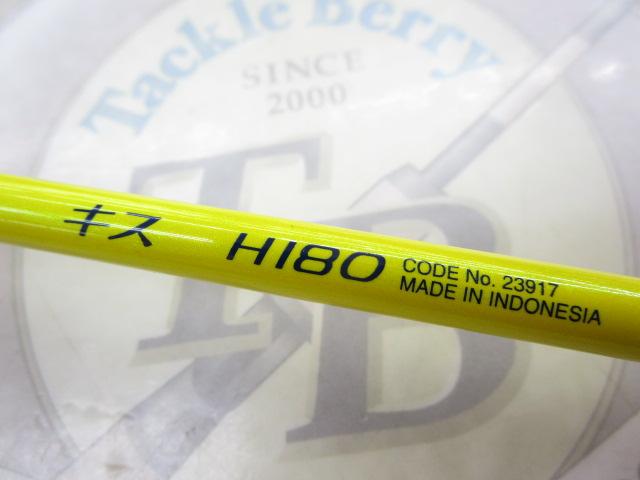 Tackle Berry
SINCE
2000
TB
キス H180 CODE No. 23917
MADE IN INDONESIA